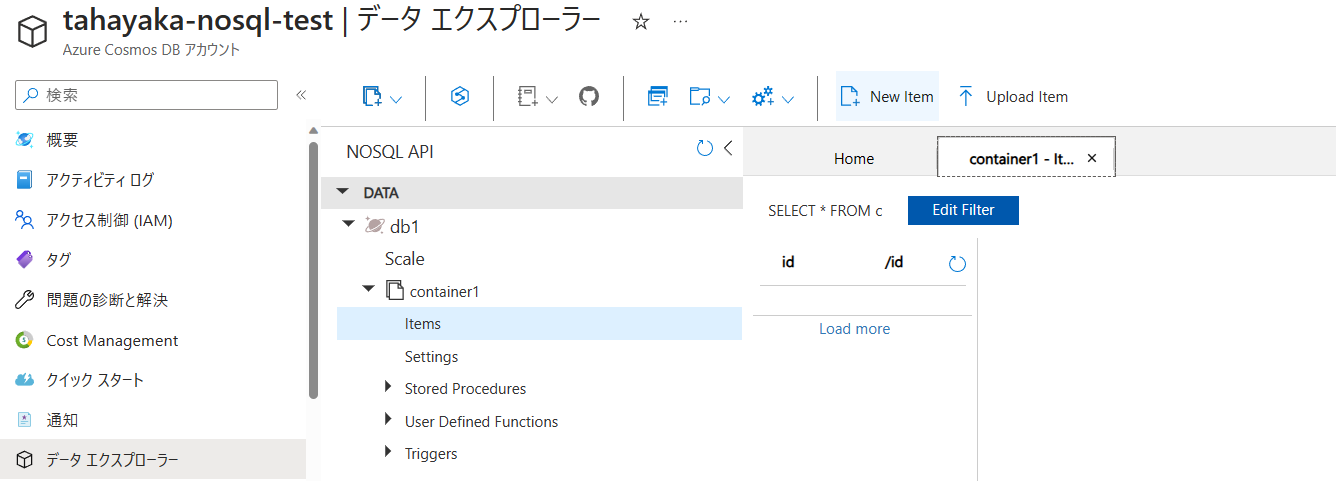 tahayaka-nosql-test | データ エクスプローラー ☆ ···
Azure Cosmos DB アカウント
検索 «
概要
アクティビティ ログ
アクセス制御 (IAM)
タグ
問題の診断と解決
Cost Management
クイック スタート
通知
データ エクスプローラー
New Item Upload Item
NOSQL API
DATA
db1
Scale
container1
Items
Settings
Stored Procedures
User Defined Functions
Triggers
Home container1 - It... ×
SELECT * FROM c Edit Filter
id /id
Load more